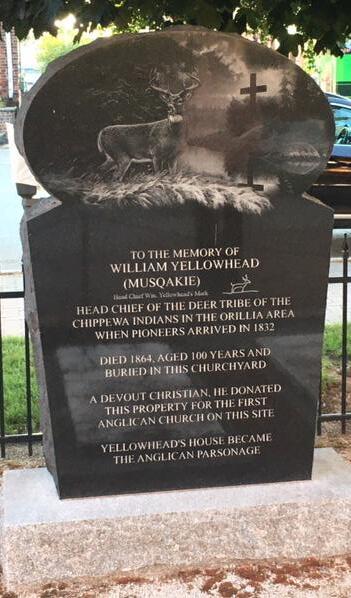 TO THE MEMORY OF
WILLIAM YELLOWHEAD
(MUSQAKIE)
Head Chief Wm. Yellowhead's Mark
HEAD CHIEF OF THE DEER TRIBE OF THE
CHIPPEWA INDIANS IN THE ORILLIA AREA
WHEN PIONEERS ARRIVED IN 1832
DIED 1864, AGED 100 YEARS AND
BURIED IN THIS CHURCHYARD
A DEVOUT CHRISTIAN, HE DONATED
THIS PROPERTY FOR THE FIRST
ANGLICAN CHURCH ON THIS SITE
YELLOWHEAD'S HOUSE BECAME
THE ANGLICAN PARSONAGE